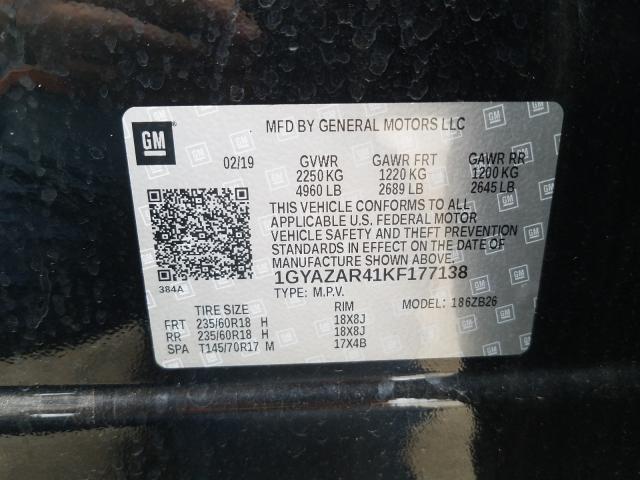 GM
MFD BY GENERAL MOTORS LLC
02/19 GVWR GAWR FRT GAWR RR
2250 KG 1220 KG 1200 KG
4960 LB 2689 LB 2645 LB
THIS VEHICLE CONFORMS TO ALL
APPLICABLE U.S. FEDERAL MOTOR
VEHICLE SAFETY AND THEFT PREVENTION
STANDARDS IN EFFECT ON THE DATE OF
MANUFACTURE SHOWN ABOVE.
384A
1GYAZAR41KF177138
TYPE: M.P.V. MODEL: 186ZB26
TIRE SIZE RIM
FRT 235/60R18 H 18X8J
RR 235/60R18 H 18X8J
SPA T145/70R17 M 17X4B